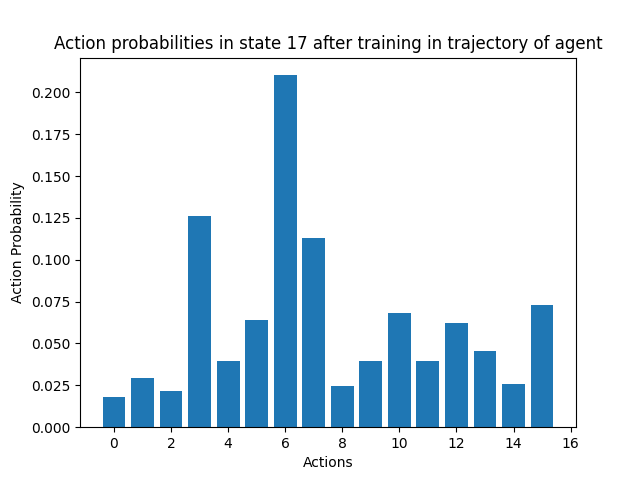 Action probabilities in state 17 after training in trajectory of agent
Action Probability
0.200
0.175
0.150
0.125
0.100
0.075
0.050
0.025
0.000
0 2 4 6 8 10 12 14 16
Actions